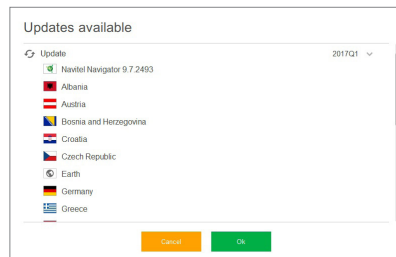 Updates available
Update 2017Q1
Navitel Navigator 9.7.2493
Albania
Austria
Bosnia and Herzegovina
Croatia
Czech Republic
Earth
Germany
Greece
Cancel Ok